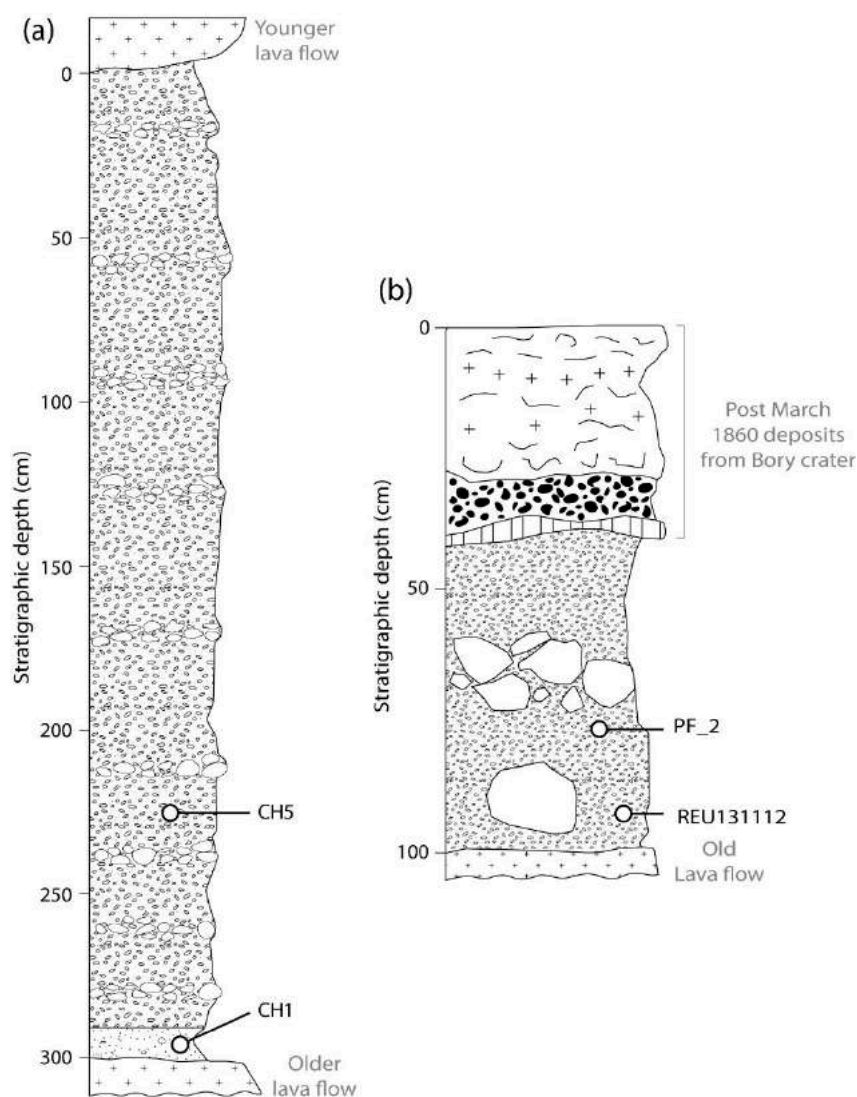 (a)
Younger
lava flow
0
50
100
150
200
250
300
Stratigraphic depth (cm)
CH5
CH1
Older
lava flow
(b)
0
50
100
Stratigraphic depth (cm)
Post March
1860 deposits
from Bory crater
PF_2
REU131112
Old
Lava flow